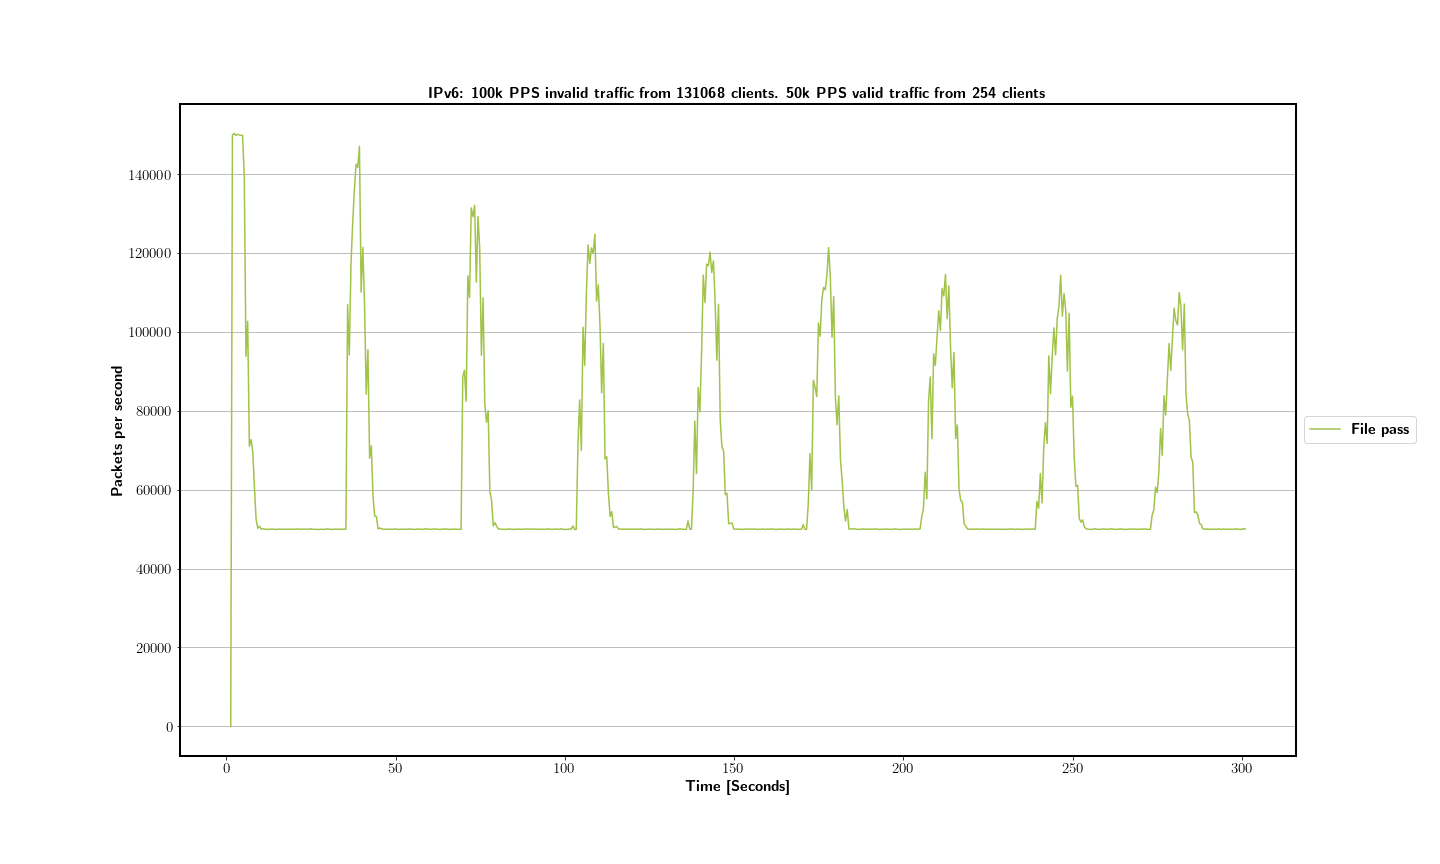 IPv6: 100k PPS invalid traffic from 131068 clients. 50k PPS valid traffic from 254 clients
140000
120000
100000
80000
60000
40000
20000
0
Packets per second
File pass
0 50 100 150 200 250 300
Time [Seconds]